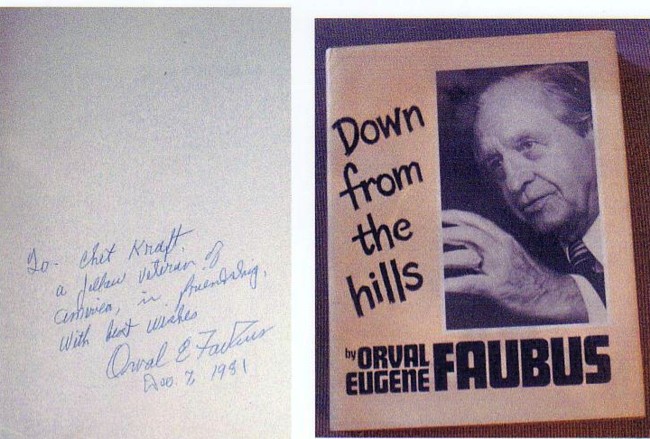 To - Chet Kraft,
a fellow veteran of
America, in friendship,
With best wishes
Orval E Faubus
Dec. 7, 1981
Down
from
the
hills
by ORVAL
EUGENE FAUBUS